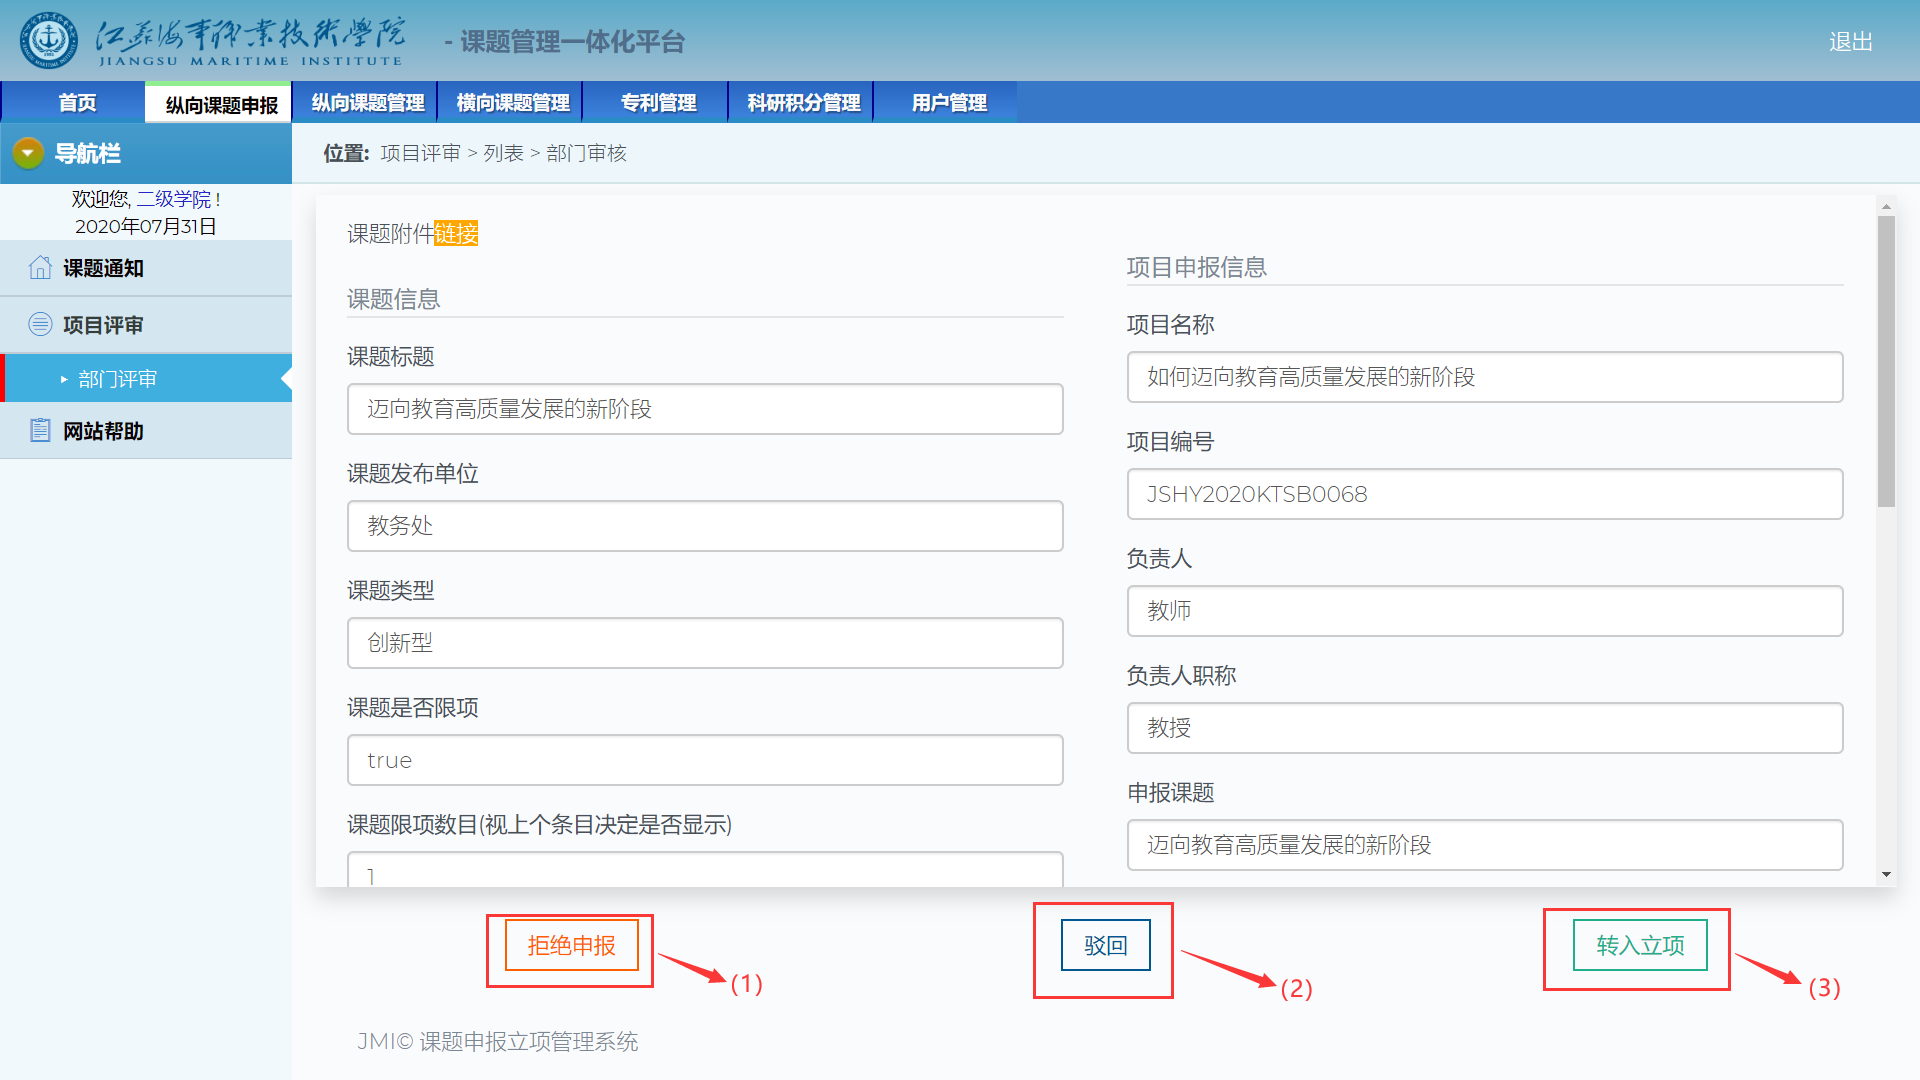 江苏海事职业技术学院
JIANGSU MARITIME INSTITUTE
- 课题管理一体化平台
退出
首页
纵向课题申报
纵向课题管理
横向课题管理
专利管理
科研积分管理
用户管理
导航栏
欢迎您, 二级学院 !
2020年07月31日
课题通知
项目评审
部门评审
网站帮助
位置: 项目评审 > 列表 > 部门审核
课题附件链接
课题信息
课题标题
迈向教育高质量发展的新阶段
课题发布单位
教务处
课题类型
创新型
课题是否限项
true
课题限项数目(视上个条目决定是否显示)
1
项目申报信息
项目名称
如何迈向教育高质量发展的新阶段
项目编号
JSHY2020KTSB0068
负责人
教师
负责人职称
教授
申报课题
迈向教育高质量发展的新阶段
拒绝申报
(1)
驳回
(2)
转入立项
(3)
JMI© 课题申报立项管理系统